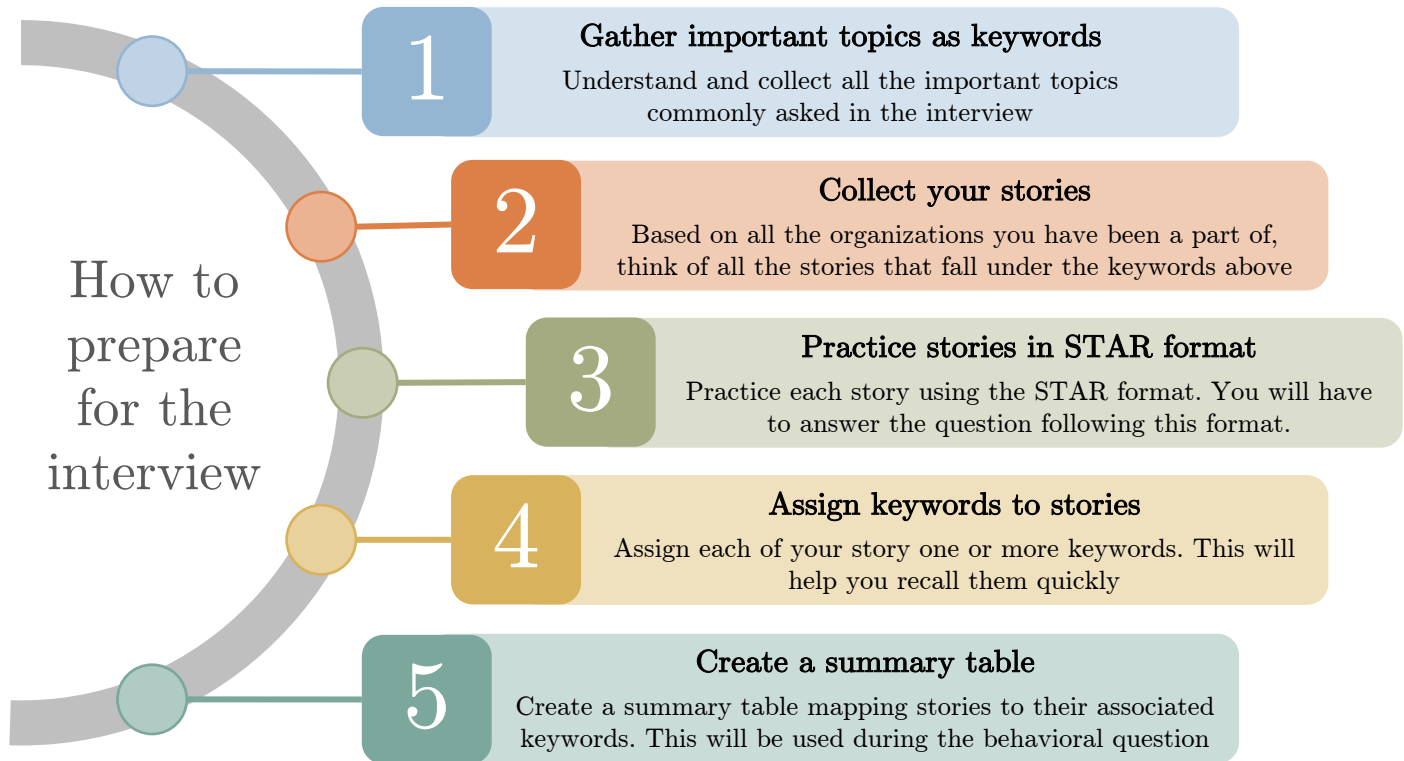 How to
prepare
for the
interview
1
Gather important topics as keywords
Understand and collect all the important topics
commonly asked in the interview
2
Collect your stories
Based on all the organizations you have been a part of,
think of all the stories that fall under the keywords above
3
Practice stories in STAR format
Practice each story using the STAR format. You will have
to answer the question following this format.
4
Assign keywords to stories
Assign each of your story one or more keywords. This will
help you recall them quickly
5
Create a summary table
Create a summary table mapping stories to their associated
keywords. This will be used during the behavioral question